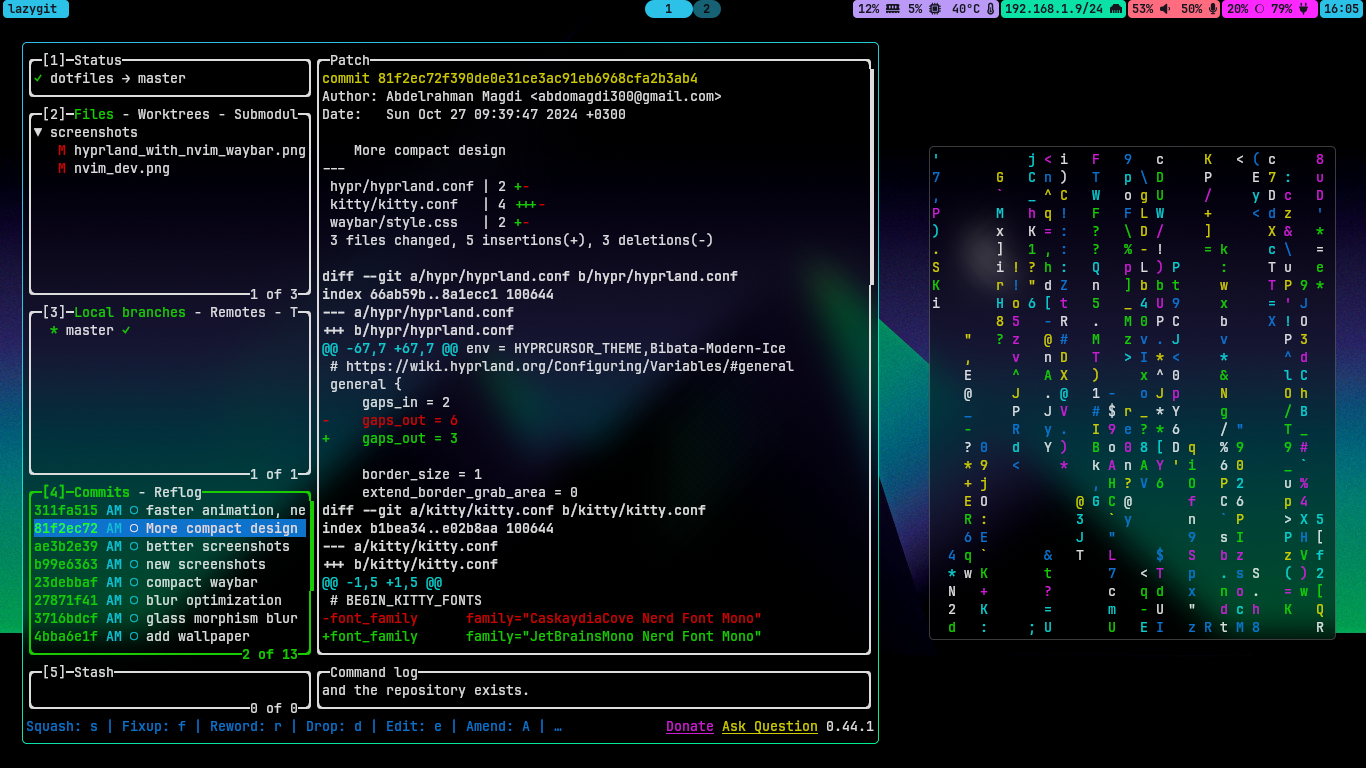 lazygit
1 2
12% 5% 40°C 192.168.1.9/24 53% 50% 20% 79% 16:05
[1]-Status
✓ dotfiles → master
[2]-Files - Worktrees - Submodul
▼ screenshots
M hyprland_with_nvim_waybar.png
M nvim_dev.png
1 of 3
[3]-Local branches - Remotes - T
* master ✓
1 of 1
[4]-Commits - Reflog
311fa515 AM ○ faster animation, ne
81f2ec72 AM ○ More compact design
ae3b2e39 AM ○ better screenshots
b99e6363 AM ○ new screenshots
23debbaf AM ○ compact waybar
27871f41 AM ○ blur optimization
3716bdcf AM ○ glass morphism blur
4bba6e1f AM ○ add wallpaper
2 of 13
[5]-Stash
0 of 0
Patch
commit 81f2ec72f390de0e31ce3ac91eb6968cfa2b3ab4
Author: Abdelrahman Magdi <abdomagdi300@gmail.com>
Date:   Sun Oct 27 09:39:47 2024 +0300
More compact design
---
hypr/hyprland.conf | 2 +-
kitty/kitty.conf   | 4 +++-
waybar/style.css   | 2 +-
3 files changed, 5 insertions(+), 3 deletions(-)
diff --git a/hypr/hyprland.conf b/hypr/hyprland.conf
index 66ab59b..8a1ecc1 100644
--- a/hypr/hyprland.conf
+++ b/hypr/hyprland.conf
@@ -67,7 +67,7 @@ env = HYPRCURSOR_THEME,Bibata-Modern-Ice
# https://wiki.hyprland.org/Configuring/Variables/#general
general {
gaps_in = 2
-    gaps_out = 6
+    gaps_out = 3
border_size = 1
extend_border_grab_area = 0
diff --git a/kitty/kitty.conf b/kitty/kitty.conf
index b1bea34..e02b8aa 100644
--- a/kitty/kitty.conf
+++ b/kitty/kitty.conf
@@ -1,5 +1,5 @@
# BEGIN_KITTY_FONTS
-font_family      family="CaskaydiaCove Nerd Font Mono"
+font_family      family="JetBrainsMono Nerd Font Mono"
Command log
and the repository exists.
Squash: s | Fixup: f | Reword: r | Drop: d | Edit: e | Amend: A | …
Donate Ask Question 0.44.1